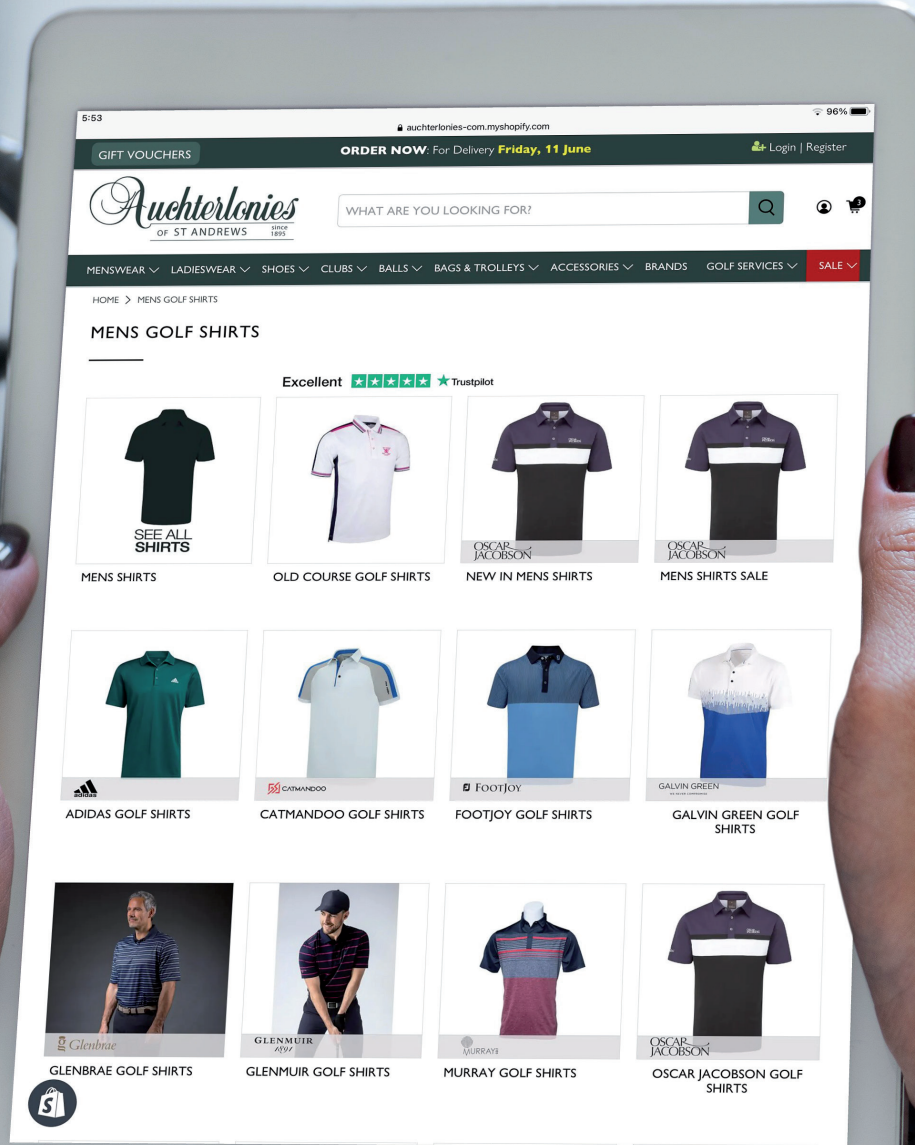 5:53
auchterlonies-com.myshopify.com
96%
GIFT VOUCHERS
ORDER NOW: For Delivery Friday, 11 June
Login | Register
Auchterlonies
OF ST ANDREWS
since
1895
WHAT ARE YOU LOOKING FOR?
3
MENSWEAR LADIESWEAR SHOES CLUBS BALLS BAGS & TROLLEYS ACCESSORIES BRANDS GOLF SERVICES SALE
HOME > MENS GOLF SHIRTS
MENS GOLF SHIRTS
Excellent Trustpilot
SEE ALL
SHIRTS
OSCAR
JACOBSON
OSCAR
JACOBSON
MENS SHIRTS
OLD COURSE GOLF SHIRTS
NEW IN MENS SHIRTS
MENS SHIRTS SALE
adidas
CATMANDOO
FOOTJOY
GALVIN GREEN
ADIDAS GOLF SHIRTS
CATMANDOO GOLF SHIRTS
FOOTJOY GOLF SHIRTS
GALVIN GREEN GOLF
SHIRTS
Glenbrae
GLENMUIR
1891
MURRAY
OSCAR
JACOBSON
GLENBRAE GOLF SHIRTS
GLENMUIR GOLF SHIRTS
MURRAY GOLF SHIRTS
OSCAR JACOBSON GOLF
SHIRTS